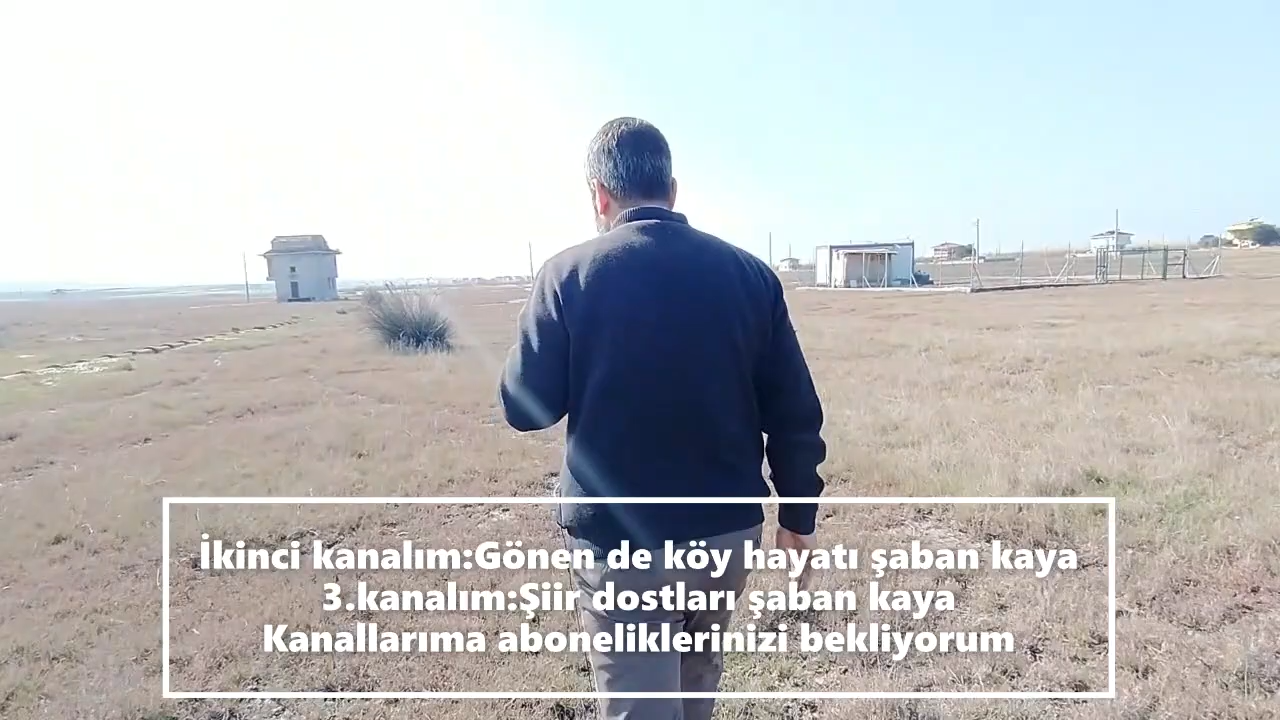 İkinci kanalım:Gönen de köy hayatı şaban kaya
3.kanalım:Şiir dostları şaban kaya
Kanallarıma aboneliklerinizi bekliyorum